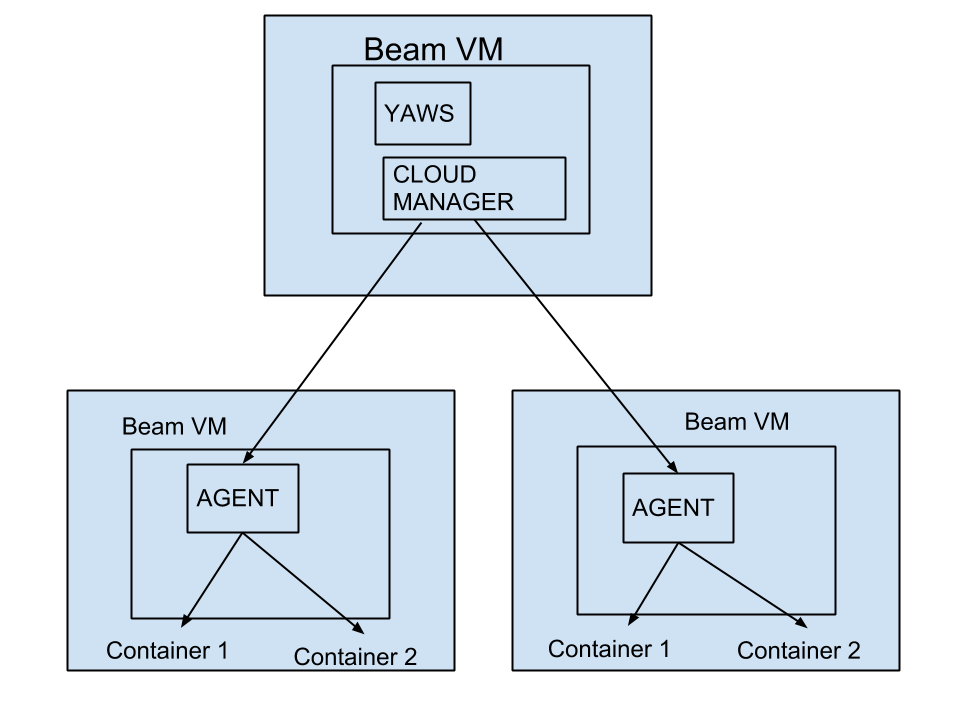 Beam VM
YAWS
CLOUD
MANAGER
Beam VM
AGENT
Container 1
Container 2
Beam VM
AGENT
Container 1
Container 2